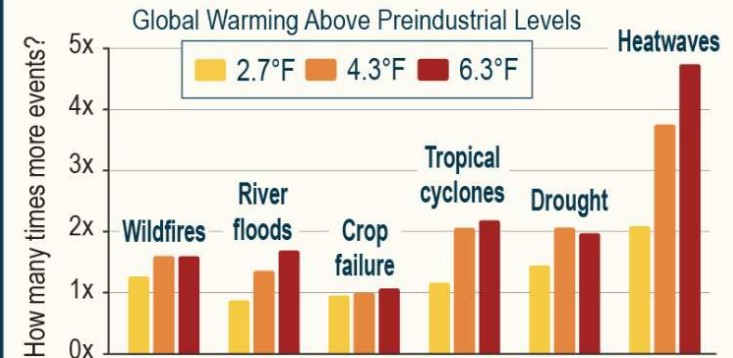 Global Warming Above Preindustrial Levels
2.7°F 4.3°F 6.3°F
How many times more events?
5x
4x
3x
2x
1x
0x
Wildfires
River
floods
Crop
failure
Tropical
cyclones
Drought
Heatwaves